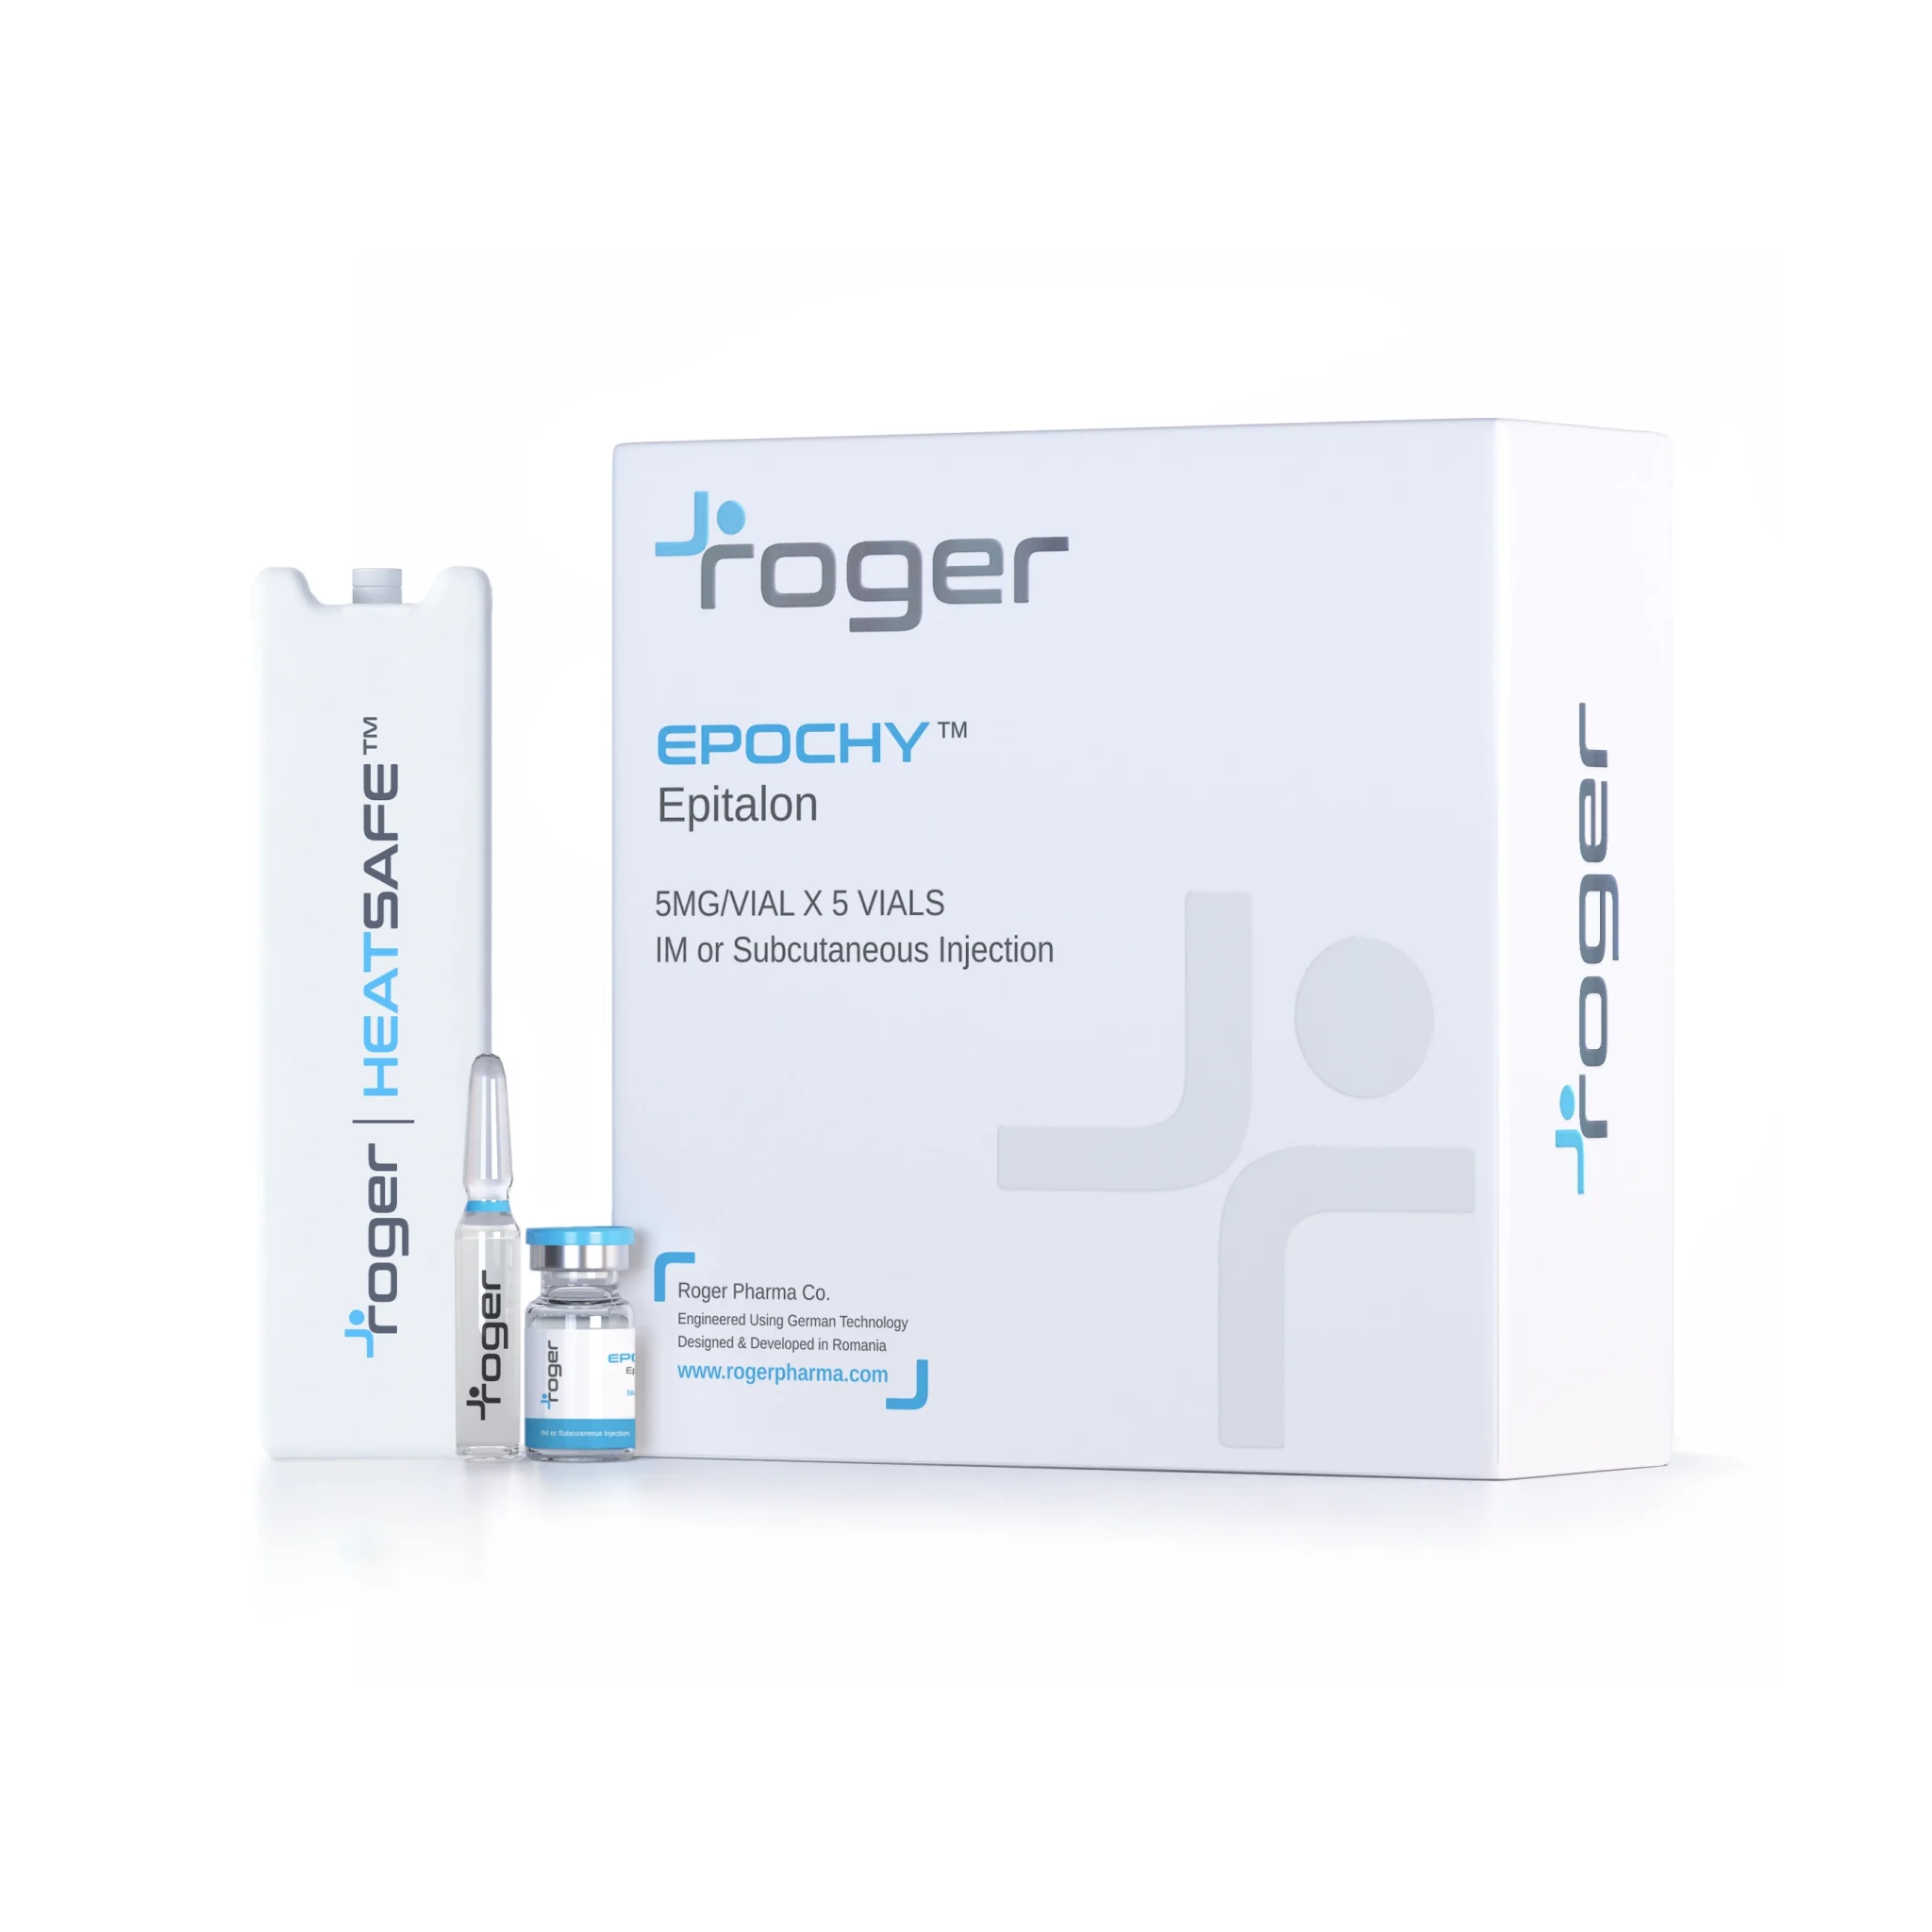 roger
EPOCHY™
Epitalon
5MG/VIAL X 5 VIALS
IM or Subcutaneous Injection
Roger Pharma Co.
Engineered Using German Technology
Designed & Developed in Romania
www.rogerpharma.com
roger
roger | HEATSAFE™
roger
roger
IM or Subcutaneous Injection